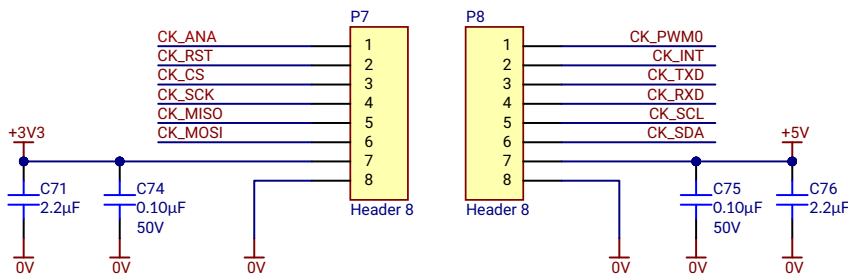 P7
P8
CK_ANA
1
1
CK_PWM0
CK_RST
2
2
CK_INT
CK_CS
3
3
CK_TXD
CK_SCK
4
4
CK_RXD
CK_MISO
5
5
CK_SCL
+3V3
CK_MOSI
6
6
CK_SDA
+5V
7
7
8
8
C71
2.2µF
C74
0.10µF
50V
Header 8
Header 8
C75
0.10µF
50V
C76
2.2µF
0V
0V
0V
0V
0V
0V